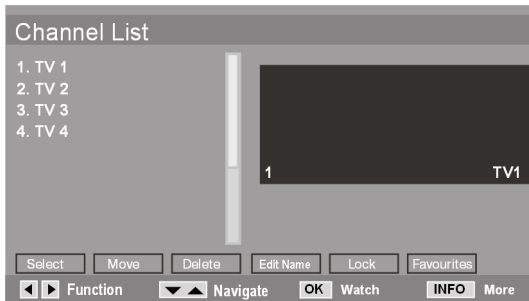 Channel List
1. TV 1
2. TV 2
3. TV 3
4. TV 4
1 TV1
Select Move Delete Edit Name Lock Favourites
Function Navigate OK Watch INFO More